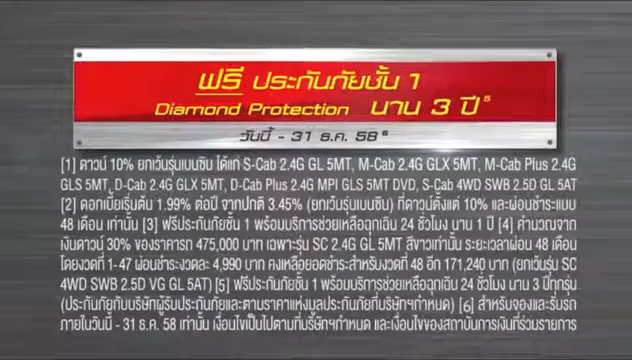 ฟรี ประกันภัยชั้น 1
Diamond Protection นาน 3 ปี⁵
วันนี้ - 31 ธ.ค. 58⁶
[1] ดาวน์ 10% ยกเว้นรุ่นเบนซิน ได้แก่ S-Cab 2.4G GL 5MT, M-Cab 2.4G GLX 5MT, M-Cab Plus 2.4G
GLS 5MT, D-Cab 2.4G GLX 5MT, D-Cab Plus 2.4G MPI GLS 5MT DVD, S-Cab 4WD SWB 2.5D GL 5AT
[2] ดอกเบี้ยเริ่มต้น 1.99% ต่อปี จากปกติ 3.45% (ยกเว้นรุ่นเบนซิน) ที่ดาวน์ตั้งแต่ 10% และผ่อนชำระแบบ
48 เดือน เท่านั้น [3] ฟรีประกันภัยชั้น 1 พร้อมบริการช่วยเหลือฉุกเฉิน 24 ชั่วโมง นาน 1 ปี [4] คำนวณจาก
เงินดาวน์ 30% ของราคารถ 475,000 บาท เฉพาะรุ่น SC 2.4G GL 5MT สีขาวเท่านั้น ระยะเวลาผ่อน 48 เดือน
โดยงวดที่ 1-47 ผ่อนชำระงวดละ 4,990 บาท คงเหลือยอดชำระสำหรับงวดที่ 48 อีก 171,240 บาท (ยกเว้นรุ่น SC
4WD SWB 2.5D VG GL 5AT) [5] ฟรีประกันภัยชั้น 1 พร้อมบริการช่วยเหลือฉุกเฉิน 24 ชั่วโมง นาน 3 ปีทุกรุ่น
(ประกันภัยกับบริษัทผู้รับประกันภัยและตามราคาแห่งมูลประกันภัยที่บริษัทฯกำหนด) [6] สำหรับจองและรับรถ
ภายในวันนี้ - 31 ธ.ค. 58 เท่านั้น เงื่อนไขเป็นไปตามที่บริษัทฯกำหนด และเงื่อนไขของสถาบันการเงินที่ร่วมรายการ